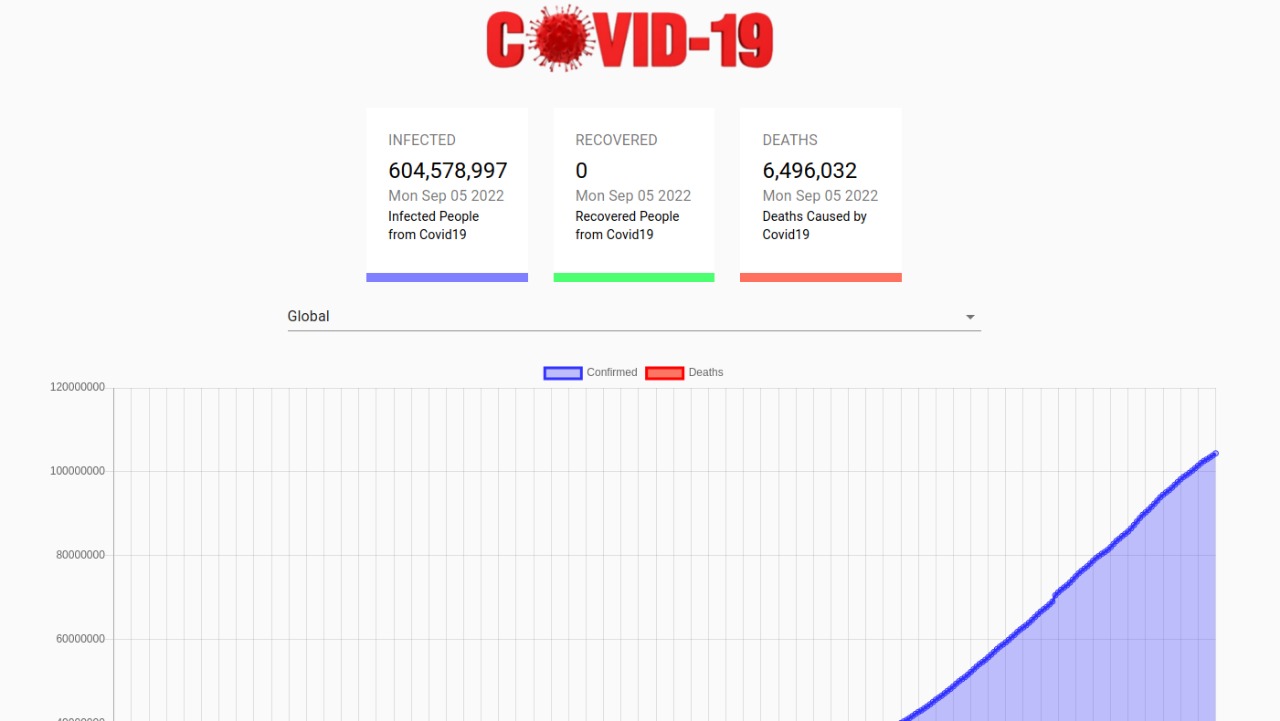 COVID-19
INFECTED
604,578,997
Mon Sep 05 2022
Infected People
from Covid19
RECOVERED
0
Mon Sep 05 2022
Recovered People
from Covid19
DEATHS
6,496,032
Mon Sep 05 2022
Deaths Caused by
Covid19
Global
Confirmed
Deaths
120000000
100000000
80000000
60000000